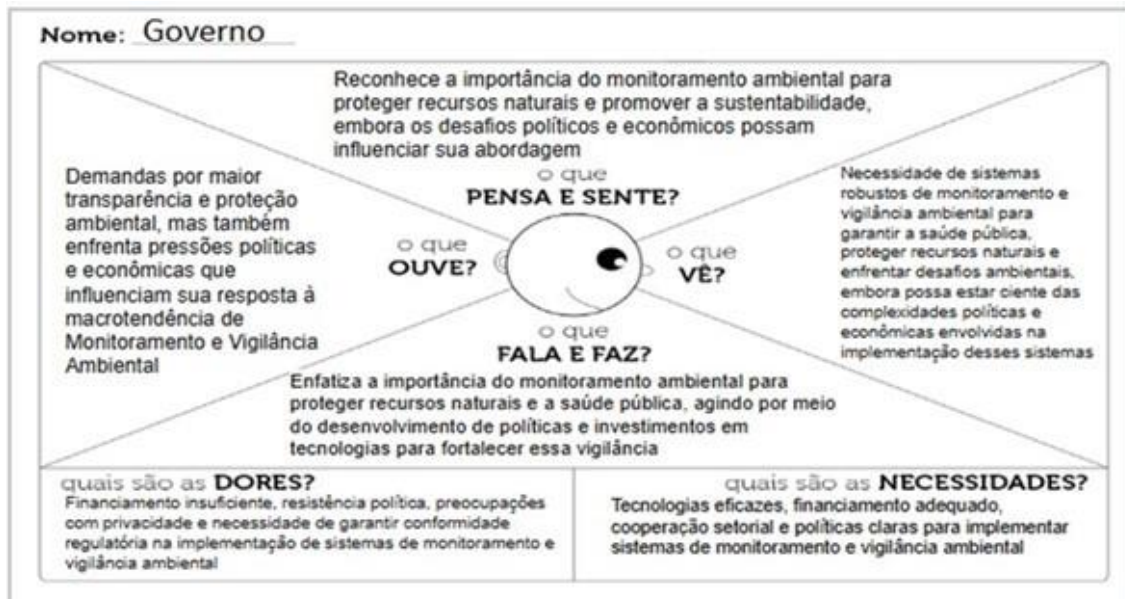 Nome: Governo
Reconhece a importância do monitoramento ambiental para
proteger recursos naturais e promover a sustentabilidade,
embora os desafios políticos e econômicos possam
influenciar sua abordagem
o que
PENSA E SENTE?
Demandas por maior
transparência e proteção
ambiental, mas também
enfrenta pressões políticas
e econômicas que
influenciam sua resposta à
macrotendência de
Monitoramento e Vigilância
Ambiental
o que
OUVE?
o que
VÊ?
Necessidade de sistemas
robustos de monitoramento e
vigilância ambiental para
garantir a saúde pública,
proteger recursos naturais e
enfrentar desafios ambientais,
embora possa estar ciente das
complexidades políticas e
econômicas envolvidas na
implementação desses sistemas
o que
FALA E FAZ?
Enfatiza a importância do monitoramento ambiental para
proteger recursos naturais e a saúde pública, agindo por meio
do desenvolvimento de políticas e investimentos em
tecnologias para fortalecer essa vigilância
quais são as DORES?
Financiamento insuficiente, resistência política, preocupações
com privacidade e necessidade de garantir conformidade
regulatória na implementação de sistemas de monitoramento e
vigilância ambiental
quais são as NECESSIDADES?
Tecnologias eficazes, financiamento adequado,
cooperação setorial e políticas claras para implementar
sistemas de monitoramento e vigilância ambiental